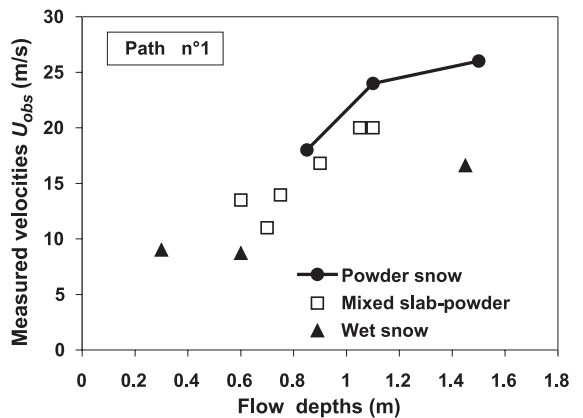 Path n°1
Measured velocities Uobs (m/s)
30
25
20
15
10
5
0
Powder snow
Mixed slab-powder
Wet snow
0 0.2 0.4 0.6 0.8 1 1.2 1.4 1.6 1.8
Flow depths (m)